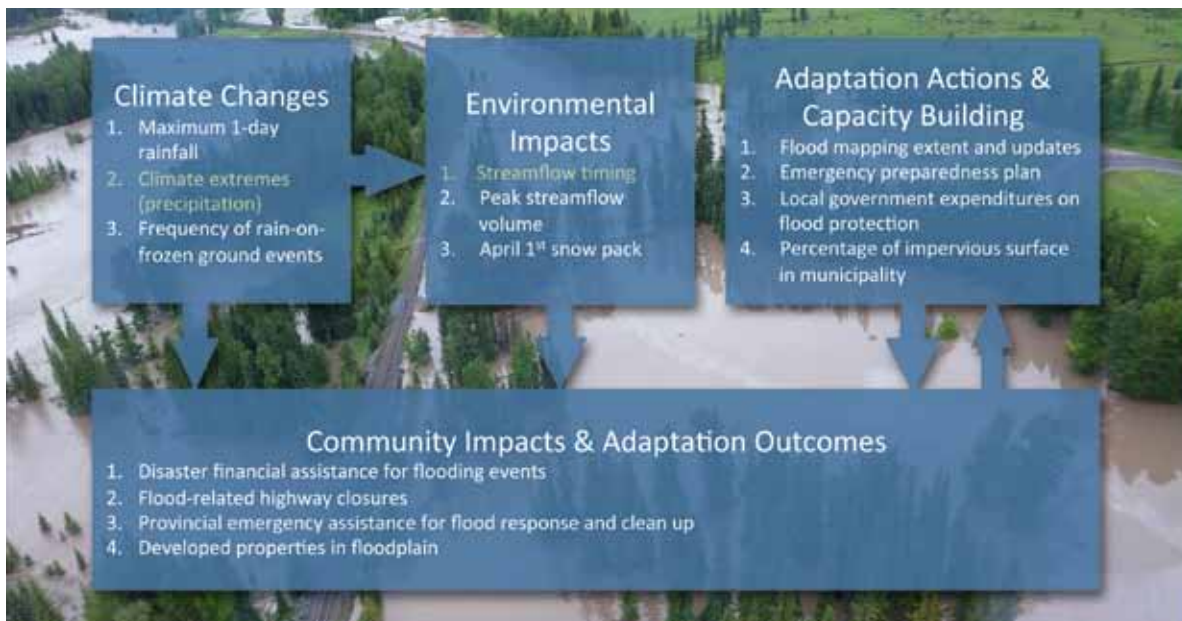 Climate Changes
1. Maximum 1-day
rainfall
2. Climate extremes
(precipitation)
3. Frequency of rain-on-
frozen ground events
Environmental
Impacts
1. Streamflow timing
2. Peak streamflow
volume
3. April 1st snow pack
Adaptation Actions &
Capacity Building
1. Flood mapping extent and updates
2. Emergency preparedness plan
3. Local government expenditures on
flood protection
4. Percentage of impervious surface
in municipality
Community Impacts & Adaptation Outcomes
1. Disaster financial assistance for flooding events
2. Flood-related highway closures
3. Provincial emergency assistance for flood response and clean up
4. Developed properties in floodplain